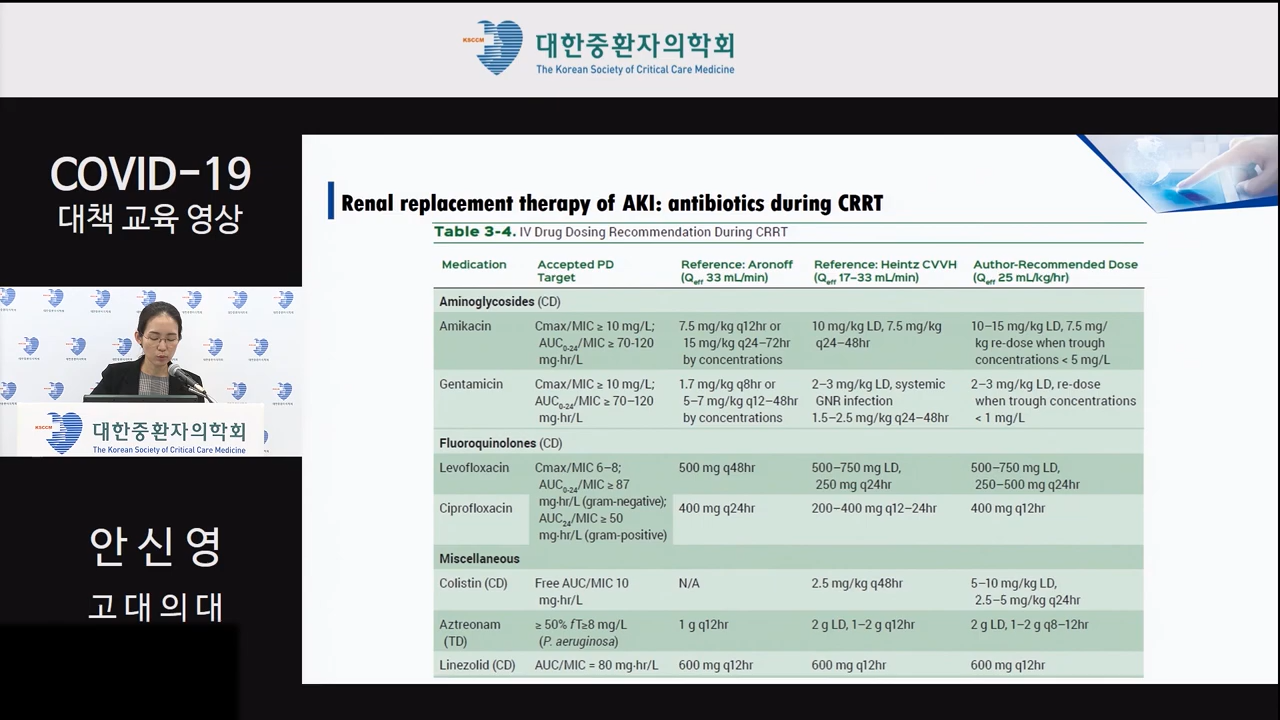 KSCCM
대한중환자의학회
The Korean Society of Critical Care Medicine
COVID-19
대책 교육 영상
KSCCM
대한중환자의학회
The Korean Society of Critical Care Medicine
안 신 영
고 대 의 대
Renal replacement therapy of AKI: antibiotics during CRRT
Table 3-4. IV Drug Dosing Recommendation During CRRT
Medication
Accepted PD
Target
Reference: Aronoff
(Qeff 33 mL/min)
Reference: Heintz CVVH
(Qeff 17–33 mL/min)
Author-Recommended Dose
(Qeff 25 mL/kg/hr)
Aminoglycosides (CD)
Amikacin
Cmax/MIC ≥ 10 mg/L;
AUC0-24/MIC ≥ 70-120
mg·hr/L
7.5 mg/kg q12hr or
15 mg/kg q24–72hr
by concentrations
10 mg/kg LD, 7.5 mg/kg
q24–48hr
10–15 mg/kg LD, 7.5 mg/
kg re-dose when trough
concentrations < 5 mg/L
Gentamicin
Cmax/MIC ≥ 10 mg/L;
AUC0-24/MIC ≥ 70–120
mg·hr/L
1.7 mg/kg q8hr or
5–7 mg/kg q12–48hr
by concentrations
2–3 mg/kg LD, systemic
GNR infection
1.5–2.5 mg/kg q24–48hr
2–3 mg/kg LD, re-dose
when trough concentrations
< 1 mg/L
Fluoroquinolones (CD)
Levofloxacin
Cmax/MIC 6–8;
AUC0-24/MIC ≥ 87
mg·hr/L (gram-negative);
AUC24/MIC ≥ 50
mg·hr/L (gram-positive)
500 mg q48hr
500–750 mg LD,
250 mg q24hr
500–750 mg LD,
250–500 mg q24hr
Ciprofloxacin
400 mg q24hr
200–400 mg q12–24hr
400 mg q12hr
Miscellaneous
Colistin (CD)
Free AUC/MIC 10
mg·hr/L
N/A
2.5 mg/kg q48hr
5–10 mg/kg LD,
2.5–5 mg/kg q24hr
Aztreonam
(TD)
≥ 50% fT≥8 mg/L
(P. aeruginosa)
1 g q12hr
2 g LD, 1–2 g q12hr
2 g LD, 1–2 g q8–12hr
Linezolid (CD)
AUC/MIC = 80 mg·hr/L
600 mg q12hr
600 mg q12hr
600 mg q12hr